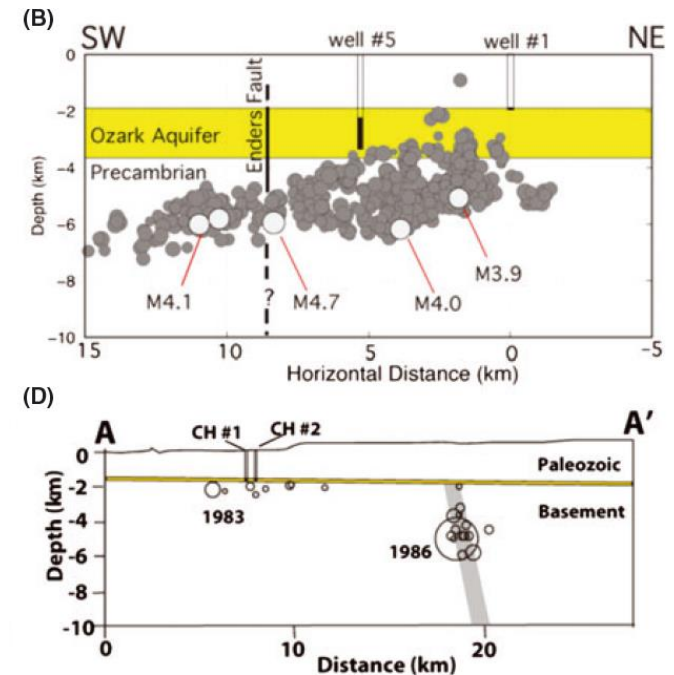 (B)
SW
well #5
well #1
NE
0
-2
-4
-6
-8
-10
Depth (km)
Ozark Aquifer
Precambrian
Enders Fault
M4.1
?
M4.7
M4.0
M3.9
15
10
5
0
-5
Horizontal Distance (km)
(D)
A
CH #1
CH #2
A′
0
-2
-4
-6
-8
-10
Depth (km)
Paleozoic
Basement
1983
1986
0
10
20
Distance (km)